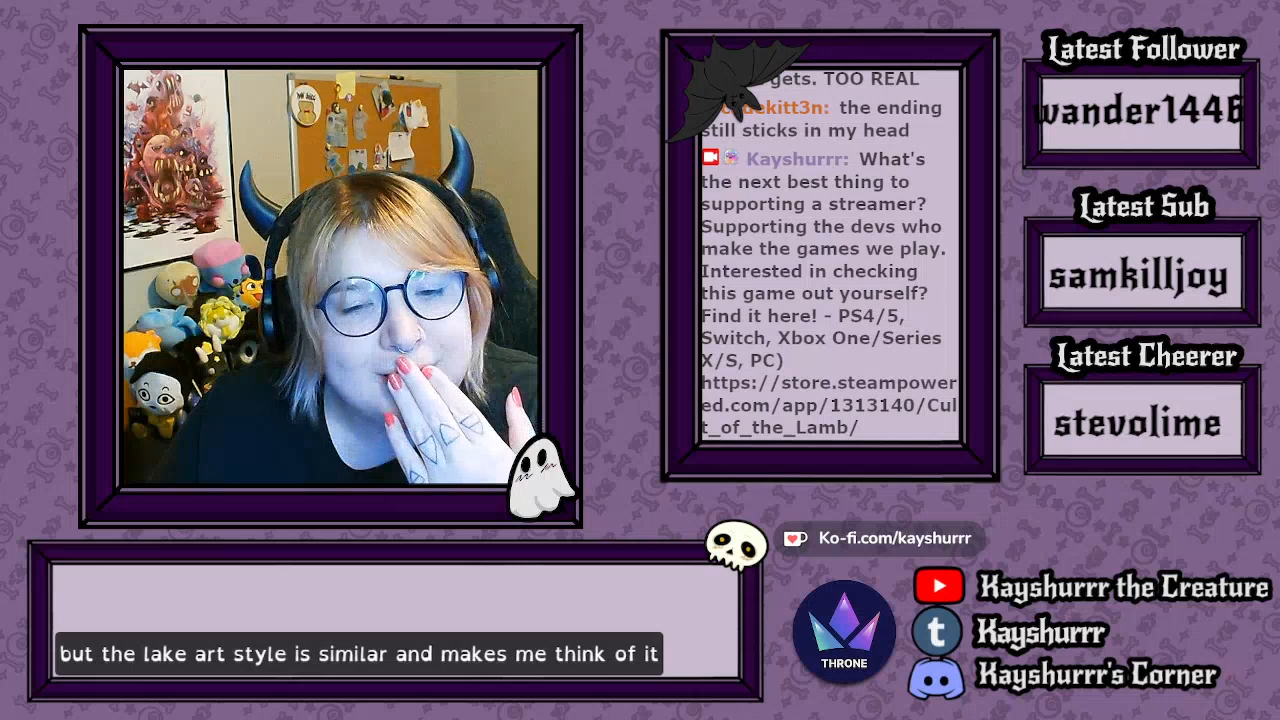 gets. TOO REAL
the ending
still sticks in my head
Kayshurrr: What's
the next best thing to
supporting a streamer?
Supporting the devs who
make the games we play.
Interested in checking
this game out yourself?
Find it here! - PS4/5,
Switch, Xbox One/Series
X/S, PC)
https://store.steampower
ed.com/app/1313140/Cul
t_of_the_Lamb/
Latest Follower
wander1446
Latest Sub
samkilljoy
Latest Cheerer
stevolime
but the lake art style is similar and makes me think of it
Ko-fi.com/kayshurrr
THRONE
Kayshurrr the Creature
t
Kayshurrr
Kayshurrr's Corner